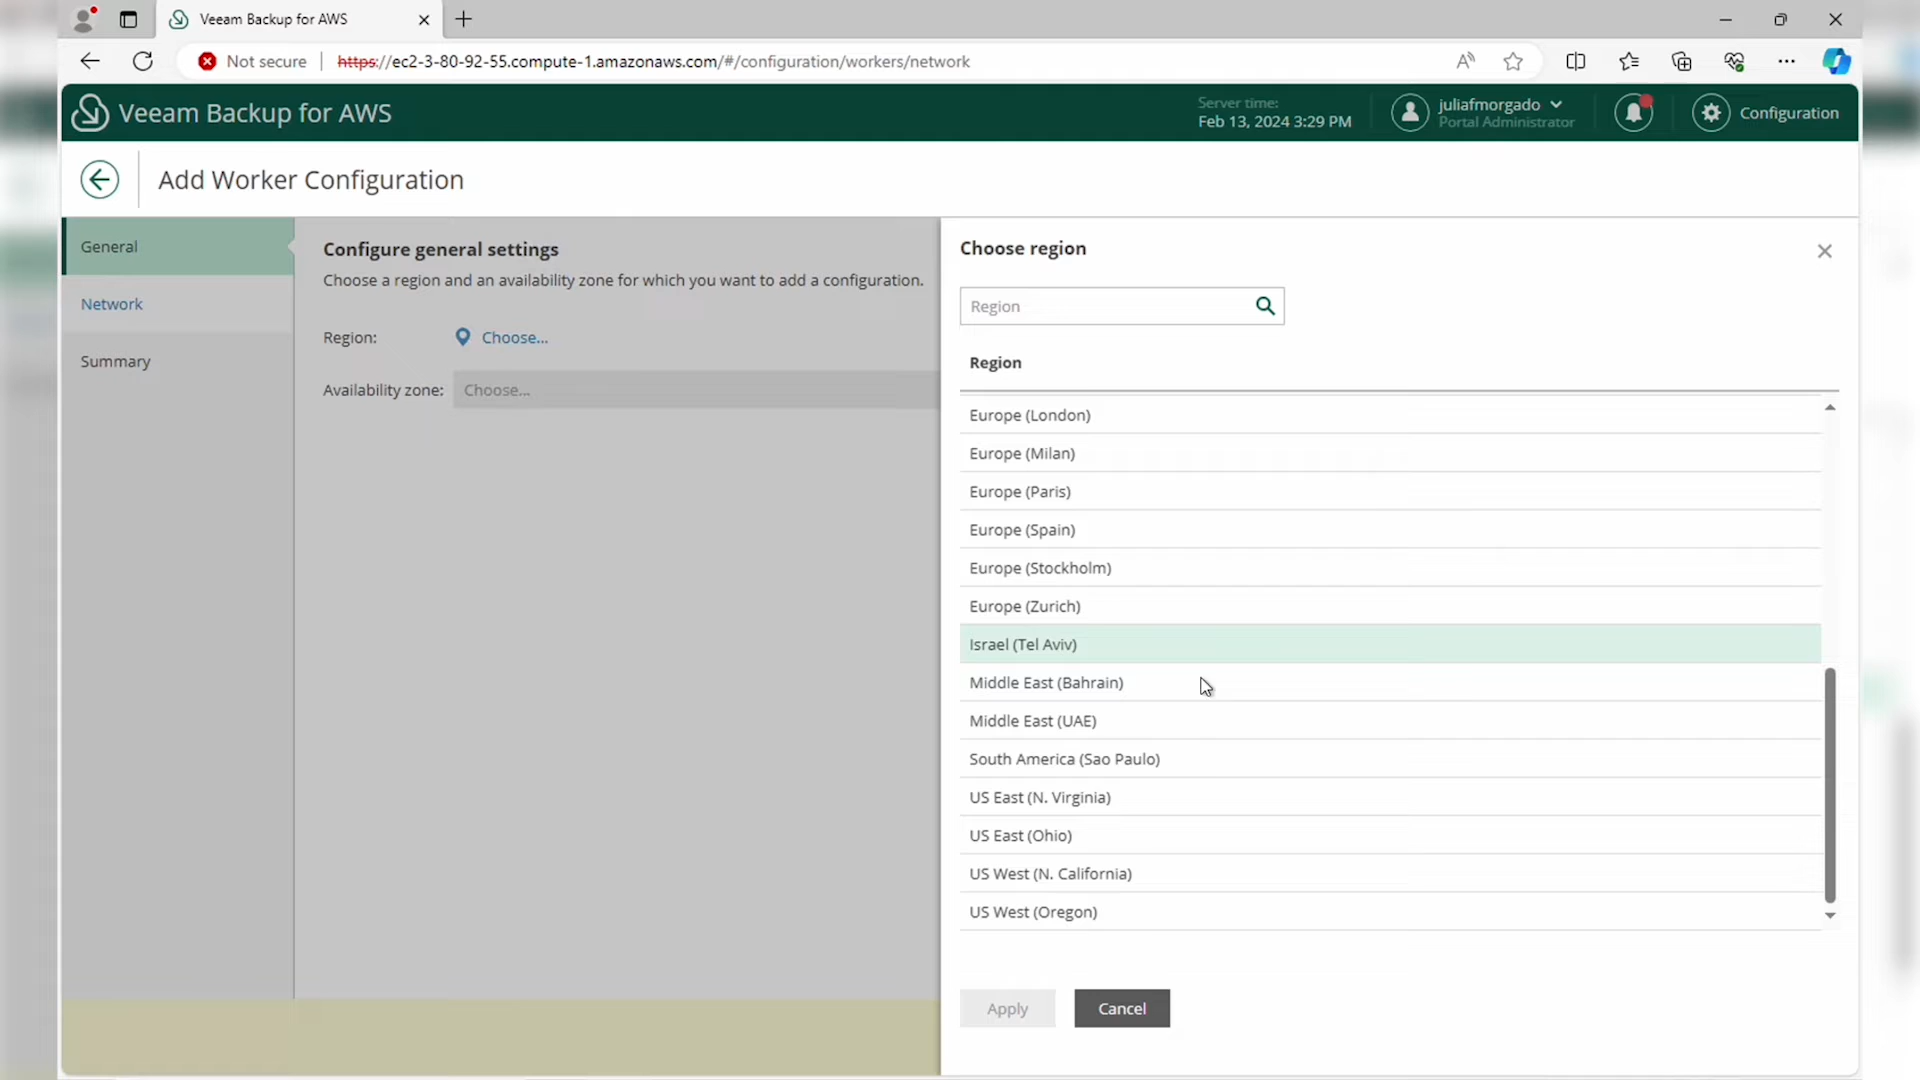 Veeam Backup for AWS
Not secure
https://ec2-3-80-92-55.compute-1.amazonaws.com/#/configuration/workers/network
Veeam Backup for AWS
Server time:
Feb 13, 2024 3:29 PM
juliafmorgado
Portal Administrator
Configuration
Add Worker Configuration
General
Network
Summary
Configure general settings
Choose a region and an availability zone for which you want to add a configuration.
Region:
Choose...
Availability zone:
Choose...
Choose region
Region
Region
Europe (London)
Europe (Milan)
Europe (Paris)
Europe (Spain)
Europe (Stockholm)
Europe (Zurich)
Israel (Tel Aviv)
Middle East (Bahrain)
Middle East (UAE)
South America (Sao Paulo)
US East (N. Virginia)
US East (Ohio)
US West (N. California)
US West (Oregon)
Apply
Cancel